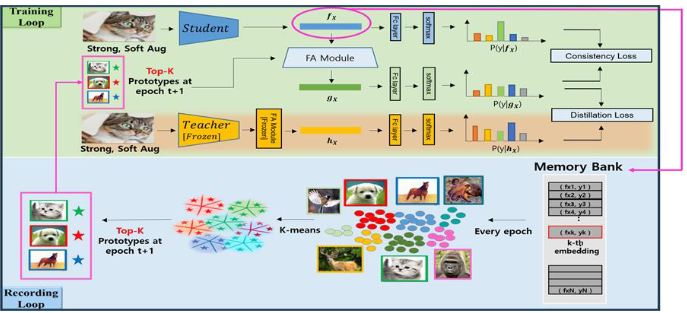 Training
Loop
Student
f_X
Fc layer
softmax
P(y|f_X)
Strong, Soft Aug
FA Module
Consistency Loss
Top-K
Prototypes at
epoch t+1
g_X
Fc layer
softmax
P(y|g_X)
Distillation Loss
Teacher
[Frozen]
FA Module
[Frozen]
h_X
Fc layer
softmax
P(y|h_X)
Strong, Soft Aug
Memory Bank
( fx1, y1 )
( fx2, y2 )
( fx3, y3 )
( fx4, y4 )
⋮
( fxk, yk )
k-th
embedding
( fxN, yN )
Every epoch
K-means
Top-K
Prototypes at
epoch t+1
Recording
Loop